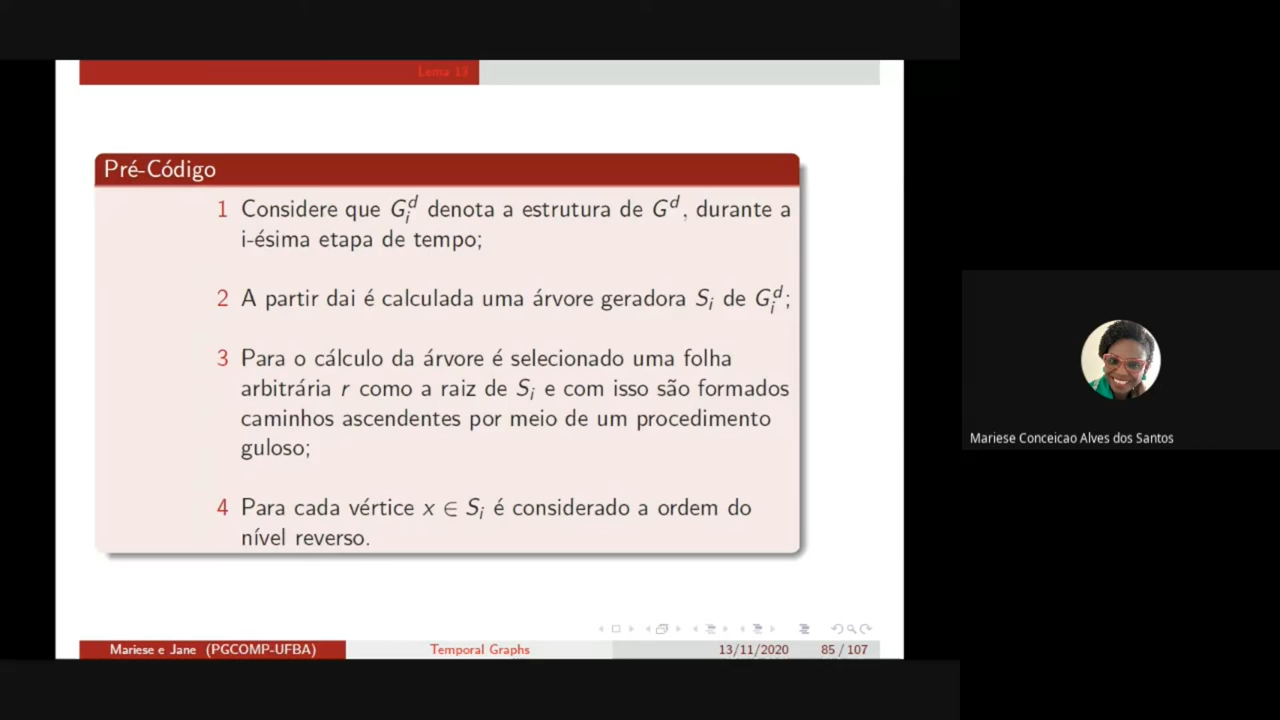 Lema 13
Pré-Código
1 Considere que G_i^d denota a estrutura de G^d, durante a
i-ésima etapa de tempo;
2 A partir dai é calculada uma árvore geradora S_i de G_i^d;
3 Para o cálculo da árvore é selecionado uma folha
arbitrária r como a raiz de S_i e com isso são formados
caminhos ascendentes por meio de um procedimento
guloso;
4 Para cada vértice x ∈ S_i é considerado a ordem do
nível reverso.
Mariese Conceicao Alves dos Santos
Mariese e Jane (PGCOMP-UFBA) Temporal Graphs 13/11/2020 85 / 107